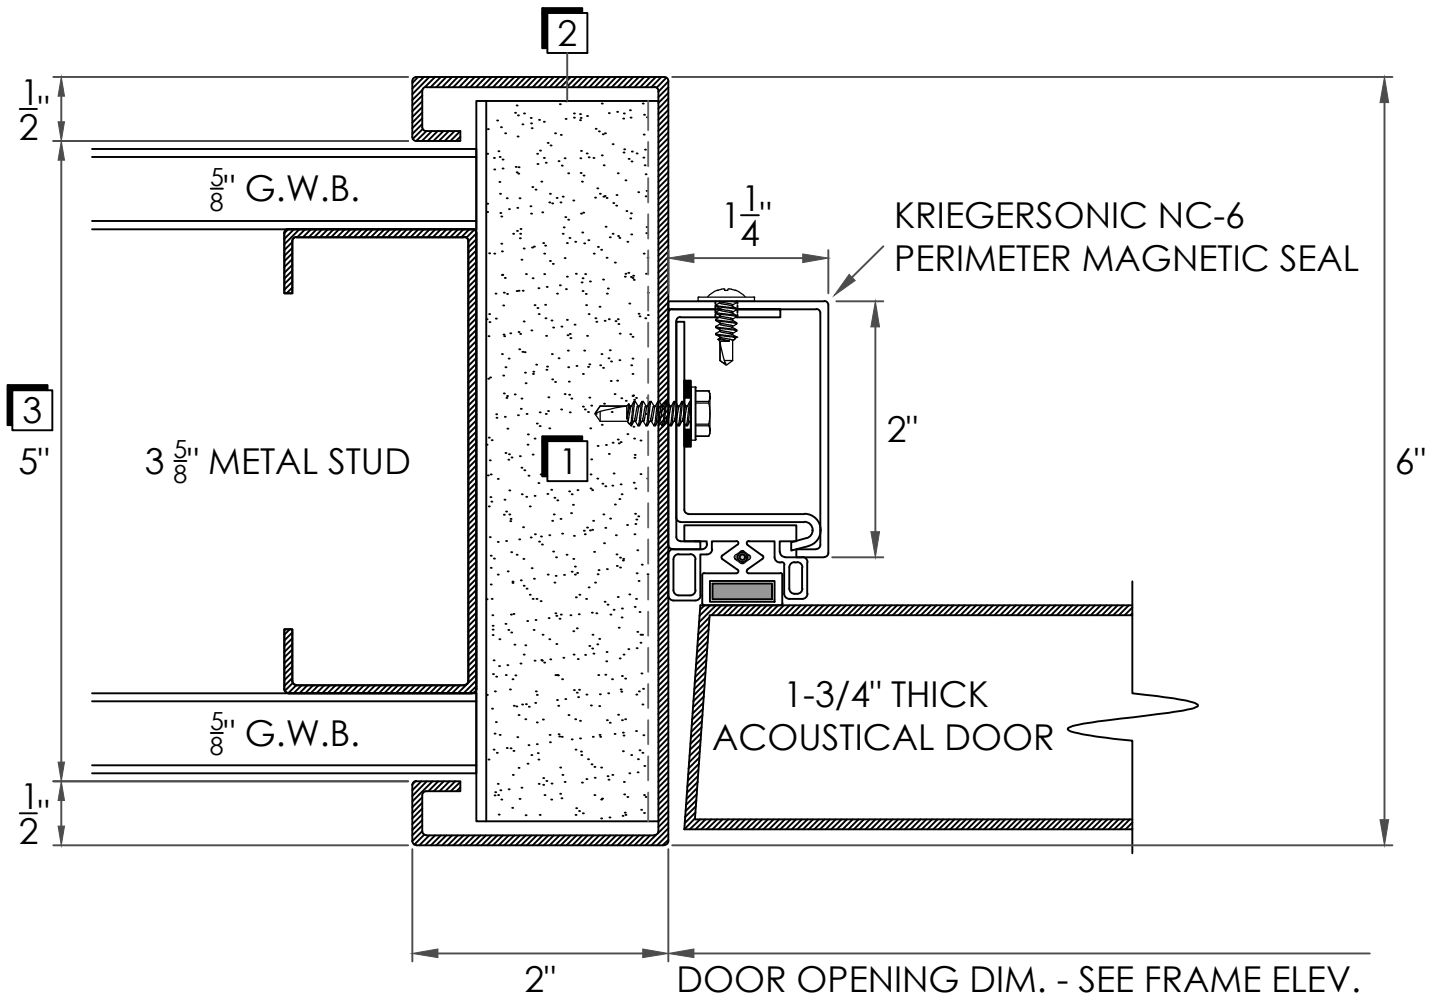 2
1/2"
5/8" G.W.B.
1 1/4"
KRIEGERSONIC NC-6
PERIMETER MAGNETIC SEAL
3
5"
3 5/8" METAL STUD
1
2"
6"
1-3/4" THICK
ACOUSTICAL DOOR
5/8" G.W.B.
1/2"
2"
DOOR OPENING DIM. - SEE FRAME ELEV.